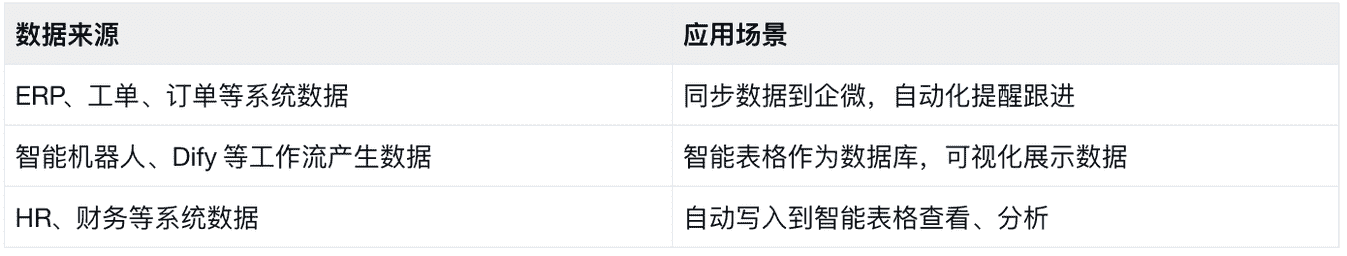 数据来源
应用场景
ERP、工单、订单等系统数据
同步数据到企微，自动化提醒跟进
智能机器人、Dify 等工作流产生数据
智能表格作为数据库，可视化展示数据
HR、财务等系统数据
自动写入到智能表格查看、分析